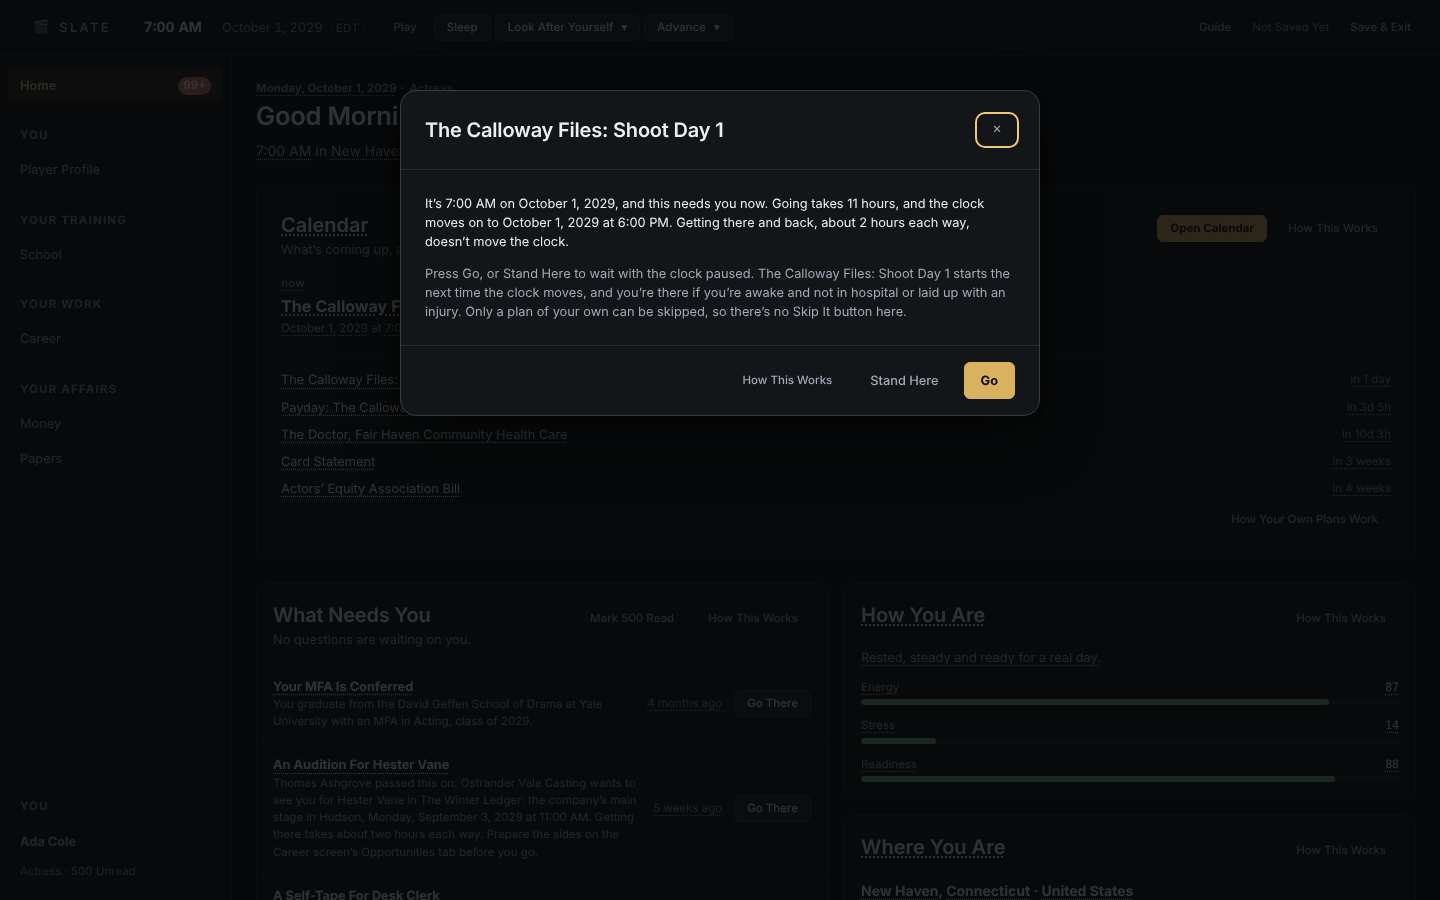 SLATE
7:00 AM
October 1, 2029
EDT
Play
Sleep
Look After Yourself
Advance
Guide
Not Saved Yet
Save & Exit
Home
99+
YOU
Player Profile
YOUR TRAINING
School
YOUR WORK
Career
YOUR AFFAIRS
Money
Papers
YOU
Ada Cole
Actress · 500 Unread
Monday, October 1, 2029 · Actress
Good Morni
7:00 AM in New Have
The Calloway Files: Shoot Day 1
×
It's 7:00 AM on October 1, 2029, and this needs you now. Going takes 11 hours, and the clock
moves on to October 1, 2029 at 6:00 PM. Getting there and back, about 2 hours each way,
doesn't move the clock.
Press Go, or Stand Here to wait with the clock paused. The Calloway Files: Shoot Day 1 starts the
next time the clock moves, and you're there if you're awake and not in hospital or laid up with an
injury. Only a plan of your own can be skipped, so there's no Skip It button here.
How This Works
Stand Here
Go
Calendar
What's coming up, a
Open Calendar
How This Works
now
The Calloway F
October 1, 2029 at 7:0
The Calloway Files:
in 1 day
Payday: The Callow
in 3d 5h
The Doctor, Fair Haven Community Health Care
in 10d 3h
Card Statement
in 3 weeks
Actors' Equity Association Bill
in 4 weeks
How Your Own Plans Work
What Needs You
No questions are waiting on you.
Mark 500 Read
How This Works
Your MFA Is Conferred
You graduate from the David Geffen School of Drama at Yale
University with an MFA in Acting, class of 2029.
4 months ago
Go There
An Audition For Hester Vane
Thomas Ashgrove passed this on: Ostrander Vale Casting wants to
see you for Hester Vane in The Winter Ledger: the company's main
stage in Hudson, Monday, September 3, 2029 at 11:00 AM. Getting
there takes about two hours each way. Prepare the sides on the
Career screen's Opportunities tab before you go.
5 weeks ago
Go There
A Self-Tape For Desk Clerk
How You Are
How This Works
Rested, steady and ready for a real day.
Energy
87
Stress
14
Readiness
88
Where You Are
How This Works
New Haven, Connecticut · United States